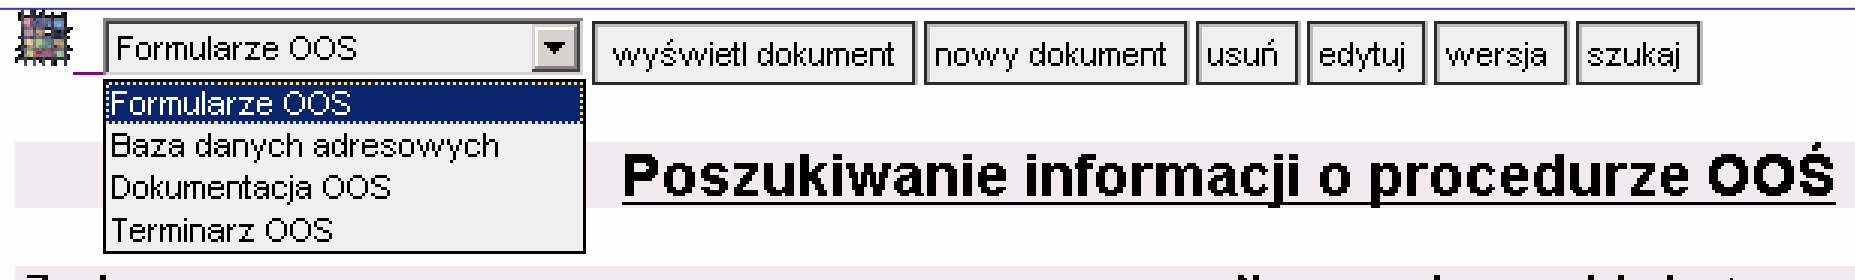 Formularze OOS wyświetl dokument nowy dokument usuń edytuj wersja szukaj
Formularze OOS
Baza danych adresowych
Dokumentacja OOS
Terminarz OOS
Poszukiwanie informacji o procedurze OOŚ